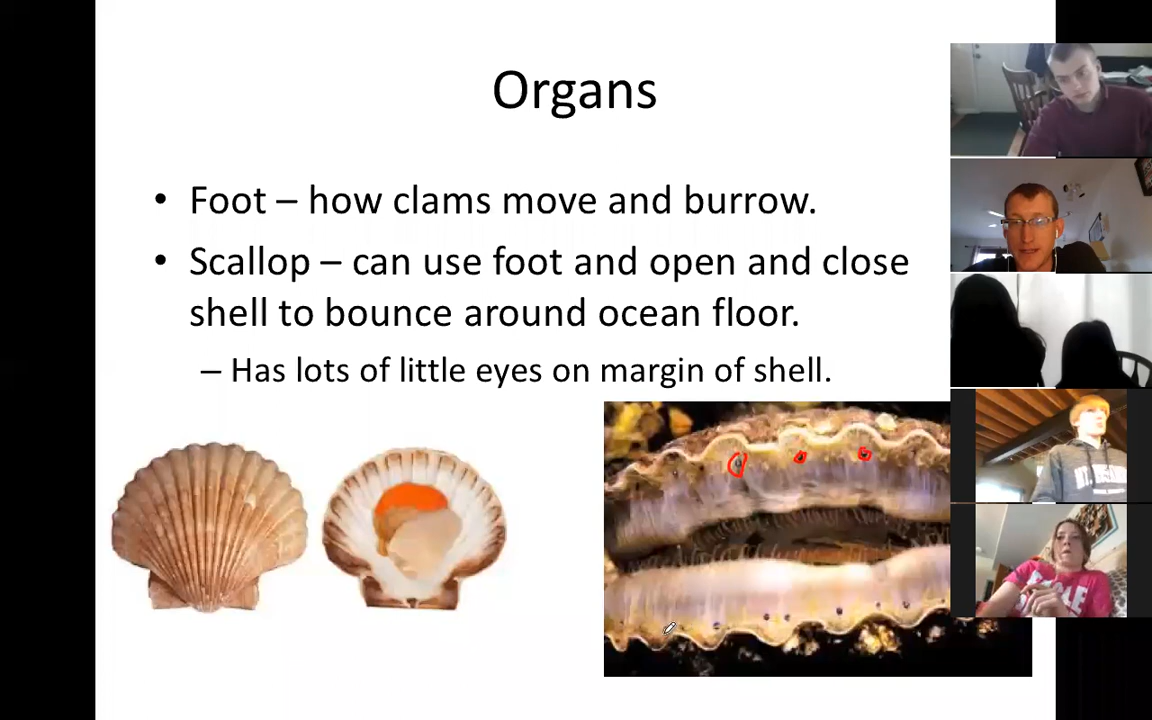 Organs
• Foot – how clams move and burrow.
• Scallop – can use foot and open and close
shell to bounce around ocean floor.
– Has lots of little eyes on margin of shell.